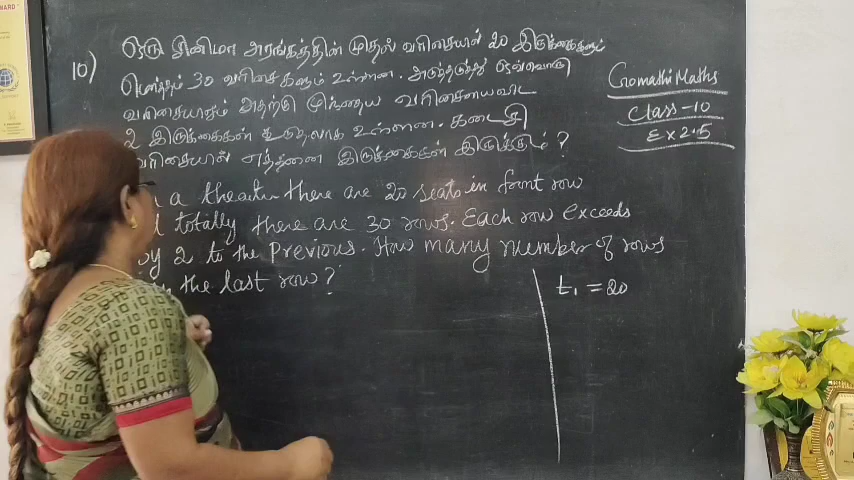 10) ஒரு சினிமா அரங்கத்தின் முதல் வரிசையில் 20 இருக்கைகளும்
மொத்தம் 30 வரிசைகளும் உள்ளன. அடுத்தடுத்து ஒவ்வொரு
வரிசையிலும் அதற்கு முந்தைய வரிசையைவிட
2 இருக்கைகள் கூடுதலாக உள்ளன. கடைசி
வரிசையில் எத்தனை இருக்கைகள் இருக்கும்?
n a theater there are 20 seats in front row
totally there are 30 rows. Each row exceeds
by 2 to the Previous. How many number of rows
in the last row?
t₁ = 20
Gomathi Maths
Class-10
Ex 2.5